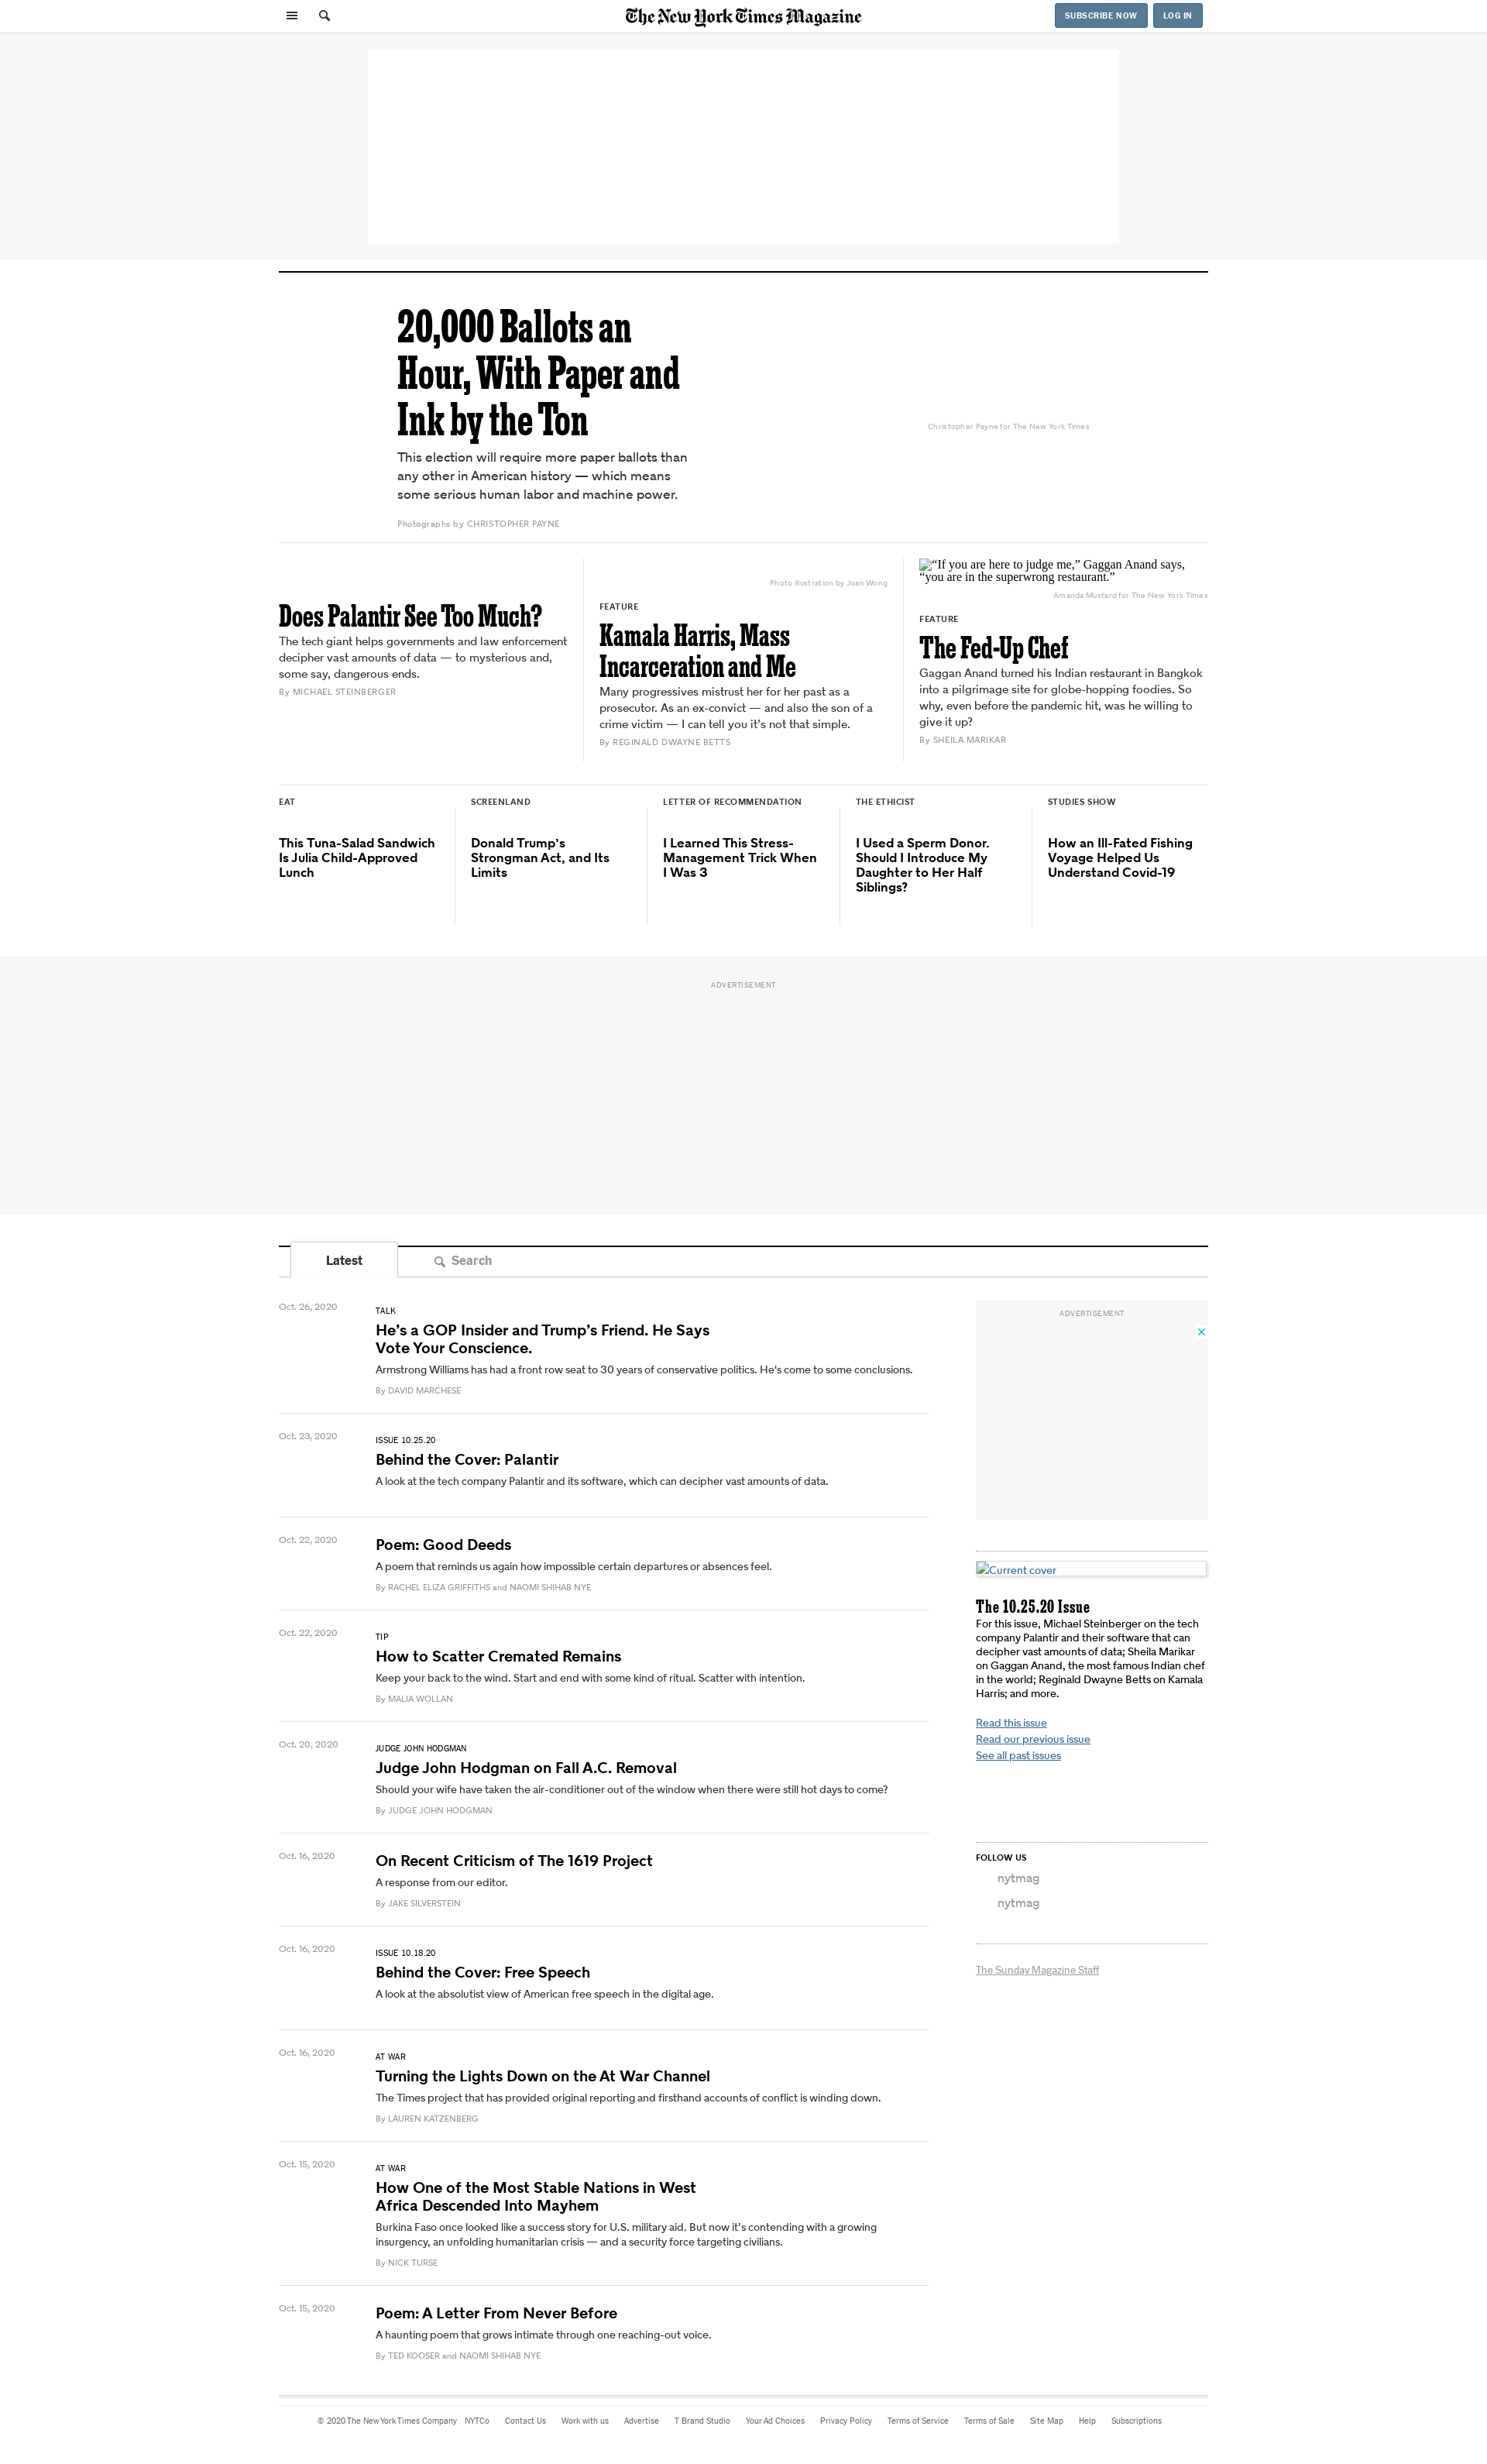 The New York Times Magazine
SUBSCRIBE NOW
LOG IN
20,000 Ballots an
Hour, With Paper and
Ink by the Ton
This election will require more paper ballots than
any other in American history — which means
some serious human labor and machine power.
Photographs by CHRISTOPHER PAYNE
Christopher Payne for The New York Times
Does Palantir See Too Much?
The tech giant helps governments and law enforcement
decipher vast amounts of data — to mysterious and,
some say, dangerous ends.
By MICHAEL STEINBERGER
Photo illustration by Joan Wong
FEATURE
Kamala Harris, Mass
Incarceration and Me
Many progressives mistrust her for her past as a
prosecutor. As an ex-convict — and also the son of a
crime victim — I can tell you it’s not that simple.
By REGINALD DWAYNE BETTS
“If you are here to judge me,” Gaggan Anand says,
“you are in the superwrong restaurant.”
Amanda Mustard for The New York Times
FEATURE
The Fed-Up Chef
Gaggan Anand turned his Indian restaurant in Bangkok
into a pilgrimage site for globe-hopping foodies. So
why, even before the pandemic hit, was he willing to
give it up?
By SHEILA MARIKAR
EAT
This Tuna-Salad Sandwich
Is Julia Child-Approved
Lunch
SCREENLAND
Donald Trump’s
Strongman Act, and Its
Limits
LETTER OF RECOMMENDATION
I Learned This Stress-
Management Trick When
I Was 3
THE ETHICIST
I Used a Sperm Donor.
Should I Introduce My
Daughter to Her Half
Siblings?
STUDIES SHOW
How an Ill-Fated Fishing
Voyage Helped Us
Understand Covid-19
ADVERTISEMENT
Latest
Search
Oct. 26, 2020
TALK
He’s a GOP Insider and Trump’s Friend. He Says
Vote Your Conscience.
Armstrong Williams has had a front row seat to 30 years of conservative politics. He's come to some conclusions.
By DAVID MARCHESE
Oct. 23, 2020
ISSUE 10.25.20
Behind the Cover: Palantir
A look at the tech company Palantir and its software, which can decipher vast amounts of data.
Oct. 22, 2020
Poem: Good Deeds
A poem that reminds us again how impossible certain departures or absences feel.
By RACHEL ELIZA GRIFFITHS and NAOMI SHIHAB NYE
Oct. 22, 2020
TIP
How to Scatter Cremated Remains
Keep your back to the wind. Start and end with some kind of ritual. Scatter with intention.
By MALIA WOLLAN
Oct. 20, 2020
JUDGE JOHN HODGMAN
Judge John Hodgman on Fall A.C. Removal
Should your wife have taken the air-conditioner out of the window when there were still hot days to come?
By JUDGE JOHN HODGMAN
Oct. 16, 2020
On Recent Criticism of The 1619 Project
A response from our editor.
By JAKE SILVERSTEIN
Oct. 16, 2020
ISSUE 10.18.20
Behind the Cover: Free Speech
A look at the absolutist view of American free speech in the digital age.
Oct. 16, 2020
AT WAR
Turning the Lights Down on the At War Channel
The Times project that has provided original reporting and firsthand accounts of conflict is winding down.
By LAUREN KATZENBERG
Oct. 15, 2020
AT WAR
How One of the Most Stable Nations in West
Africa Descended Into Mayhem
Burkina Faso once looked like a success story for U.S. military aid. But now it’s contending with a growing
insurgency, an unfolding humanitarian crisis — and a security force targeting civilians.
By NICK TURSE
Oct. 15, 2020
Poem: A Letter From Never Before
A haunting poem that grows intimate through one reaching-out voice.
By TED KOOSER and NAOMI SHIHAB NYE
ADVERTISEMENT
Current cover
The 10.25.20 Issue
For this issue, Michael Steinberger on the tech
company Palantir and their software that can
decipher vast amounts of data; Sheila Marikar
on Gaggan Anand, the most famous Indian chef
in the world; Reginald Dwayne Betts on Kamala
Harris; and more.
Read this issue
Read our previous issue
See all past issues
FOLLOW US
nytmag
nytmag
The Sunday Magazine Staff
© 2020 The New York Times Company NYTCo Contact Us Work with us Advertise T Brand Studio Your Ad Choices Privacy Policy Terms of Service Terms of Sale Site Map Help Subscriptions